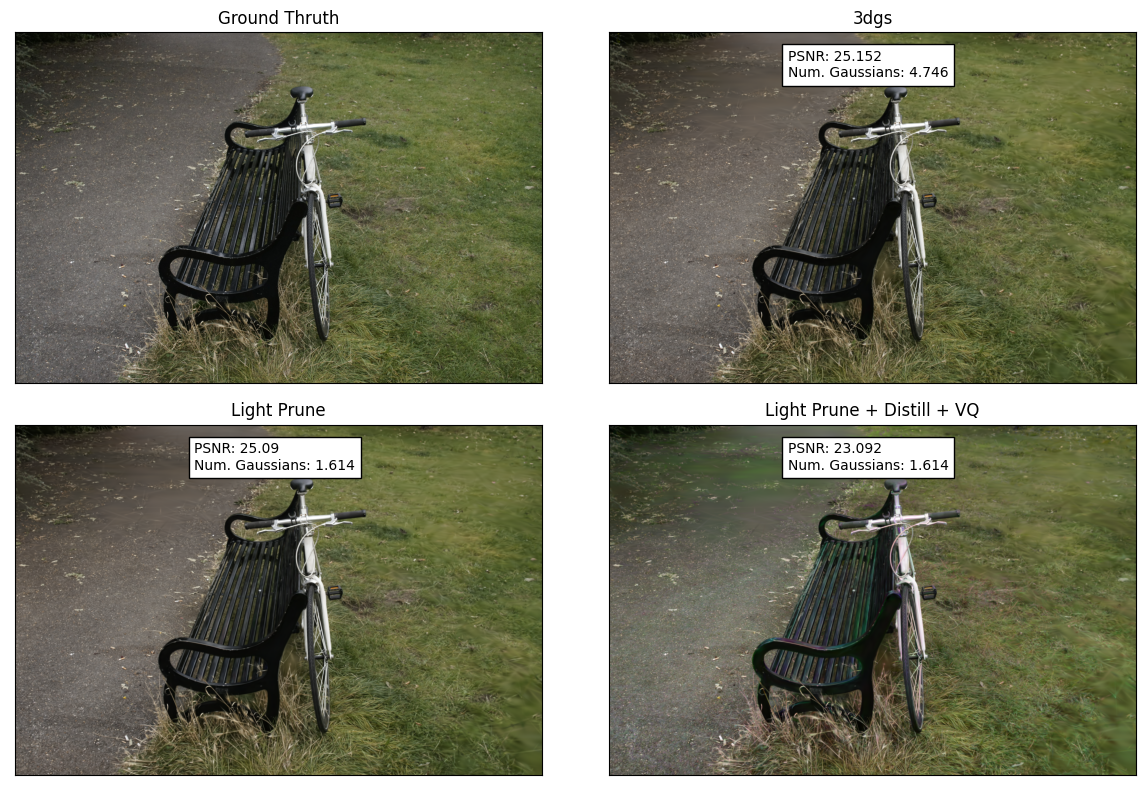 Ground Thruth
3dgs
PSNR: 25.152
Num. Gaussians: 4.746
Light Prune
PSNR: 25.09
Num. Gaussians: 1.614
Light Prune + Distill + VQ
PSNR: 23.092
Num. Gaussians: 1.614